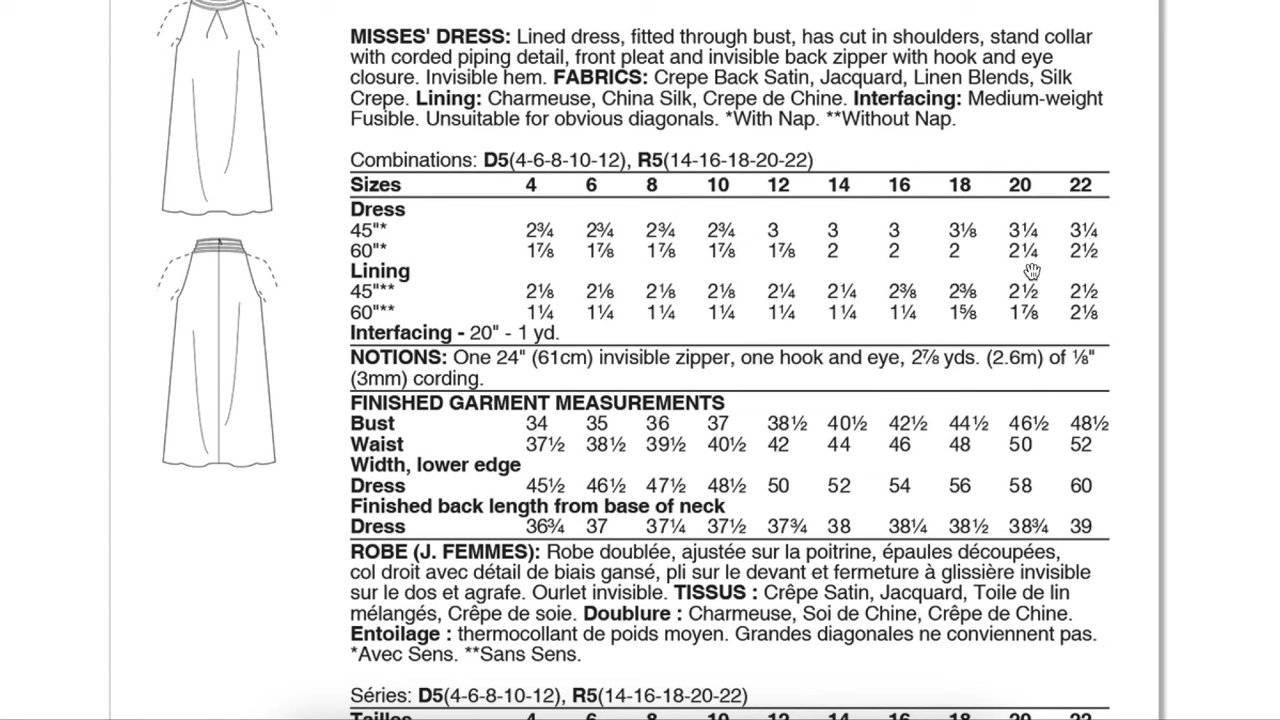 MISSES' DRESS: Lined dress, fitted through bust, has cut in shoulders, stand collar
with corded piping detail, front pleat and invisible back zipper with hook and eye
closure. Invisible hem. FABRICS: Crepe Back Satin, Jacquard, Linen Blends, Silk
Crepe. Lining: Charmeuse, China Silk, Crepe de Chine. Interfacing: Medium-weight
Fusible. Unsuitable for obvious diagonals. *With Nap. **Without Nap.
Combinations: D5(4-6-8-10-12), R5(14-16-18-20-22)
Sizes 4 6 8 10 12 14 16 18 20 22
Dress
45"* 2¾ 2¾ 2¾ 2¾ 3 3 3 3⅛ 3¼ 3¼
60"* 1⅞ 1⅞ 1⅞ 1⅞ 1⅞ 2 2 2 2¼ 2½
Lining
45"** 2⅛ 2⅛ 2⅛ 2⅛ 2¼ 2¼ 2⅜ 2⅜ 2½ 2½
60"** 1¼ 1¼ 1¼ 1¼ 1¼ 1¼ 1¼ 1⅝ 1⅞ 2⅛
Interfacing - 20" - 1 yd.
NOTIONS: One 24" (61cm) invisible zipper, one hook and eye, 2⅞ yds. (2.6m) of ⅛"
(3mm) cording.
FINISHED GARMENT MEASUREMENTS
Bust 34 35 36 37 38½ 40½ 42½ 44½ 46½ 48½
Waist 37½ 38½ 39½ 40½ 42 44 46 48 50 52
Width, lower edge
Dress 45½ 46½ 47½ 48½ 50 52 54 56 58 60
Finished back length from base of neck
Dress 36¾ 37 37¼ 37½ 37¾ 38 38¼ 38½ 38¾ 39
ROBE (J. FEMMES): Robe doublée, ajustée sur la poitrine, épaules découpées,
col droit avec détail de biais gansé, pli sur le devant et fermeture à glissière invisible
sur le dos et agrafe. Ourlet invisible. TISSUS : Crêpe Satin, Jacquard, Toile de lin
mélangés, Crêpe de soie. Doublure : Charmeuse, Soi de Chine, Crêpe de Chine.
Entoilage : thermocollant de poids moyen. Grandes diagonales ne conviennent pas.
*Avec Sens. **Sans Sens.
Séries: D5(4-6-8-10-12), R5(14-16-18-20-22)
Tailles 4 6 8 10 12 14 16 18 20 22